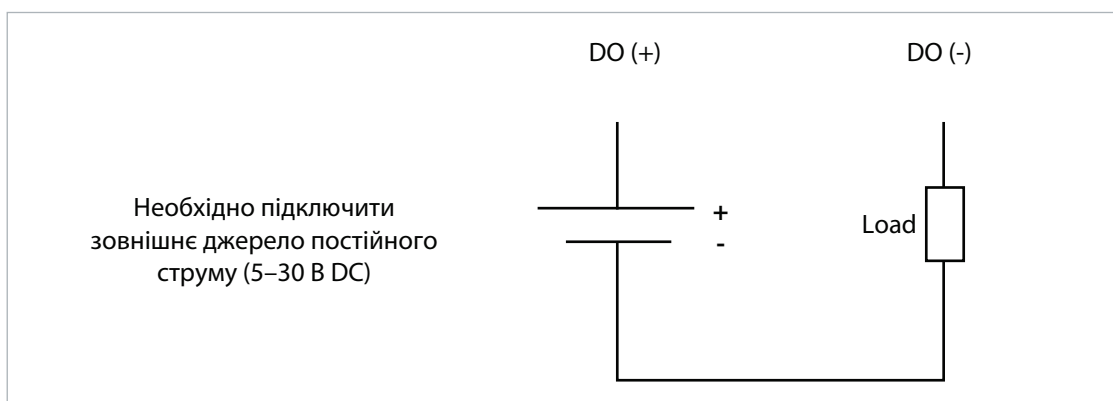 DO (+)
DO (-)
Необхідно підключити
зовнішнє джерело постійного
струму (5–30 В DC)
+
-
Load